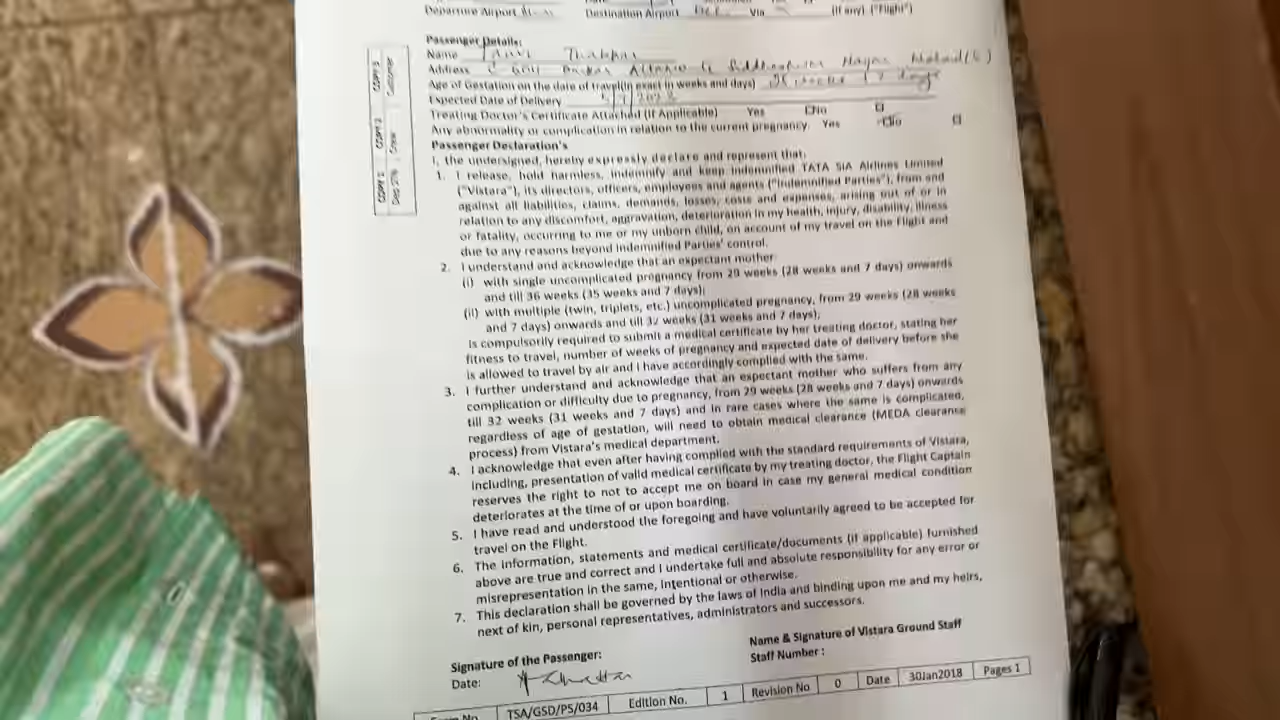 Departure Airport Destination Airport DEL Via (if any) ("Flight")
Passenger Details:
Name Tanvi Thakkar
Address Nagar Malad(
Age of Gestation on the date of travel(in exact in weeks and days) weeks days
Expected Date of Delivery
Treating Doctor's Certificate Attached (If Applicable) Yes No
Any abnormality or complication in relation to the current pregnancy Yes No
Passenger Declaration's
I, the undersigned, hereby expressly declare and represent that:
1. I release, hold harmless, indemnify and keep indemnified TATA SIA Airlines Limited
("Vistara"), its directors, officers, employees and agents ("Indemnified Parties"), from and
against all liabilities, claims, demands, losses, costs and expenses, arising out of or in
relation to any discomfort, aggravation, deterioration in my health, injury, disability, illness
or fatality, occurring to me or my unborn child, on account of my travel on the Flight and
due to any reasons beyond Indemnified Parties' control.
2. I understand and acknowledge that an expectant mother
(i) with single uncomplicated pregnancy from 29 weeks (28 weeks and 7 days) onwards
and till 36 weeks (35 weeks and 7 days);
(ii) with multiple (twin, triplets, etc.) uncomplicated pregnancy, from 29 weeks (28 weeks
and 7 days) onwards and till 32 weeks (31 weeks and 7 days);
is compulsorily required to submit a medical certificate by her treating doctor, stating her
fitness to travel, number of weeks of pregnancy and expected date of delivery before she
is allowed to travel by air and I have accordingly complied with the same.
3. I further understand and acknowledge that an expectant mother who suffers from any
complication or difficulty due to pregnancy, from 29 weeks (28 weeks and 7 days) onwards
till 32 weeks (31 weeks and 7 days) and in rare cases where the same is complicated,
regardless of age of gestation, will need to obtain medical clearance (MEDA clearance
process) from Vistara's medical department.
4. I acknowledge that even after having complied with the standard requirements of Vistara,
including, presentation of valid medical certificate by my treating doctor, the Flight Captain
reserves the right to not to accept me on board in case my general medical condition
deteriorates at the time of or upon boarding.
5. I have read and understood the foregoing and have voluntarily agreed to be accepted for
travel on the Flight.
6. The information, statements and medical certificate/documents (if applicable) furnished
above are true and correct and I undertake full and absolute responsibility for any error or
misrepresentation in the same, intentional or otherwise.
7. This declaration shall be governed by the laws of India and binding upon me and my heirs,
next of kin, personal representatives, administrators and successors.
Signature of the Passenger:
Date:
Name & Signature of Vistara Ground Staff
Staff Number :
No TSA/GSD/PS/034 Edition No. 1 Revision No 0 Date 30Jan2018 Pages 1